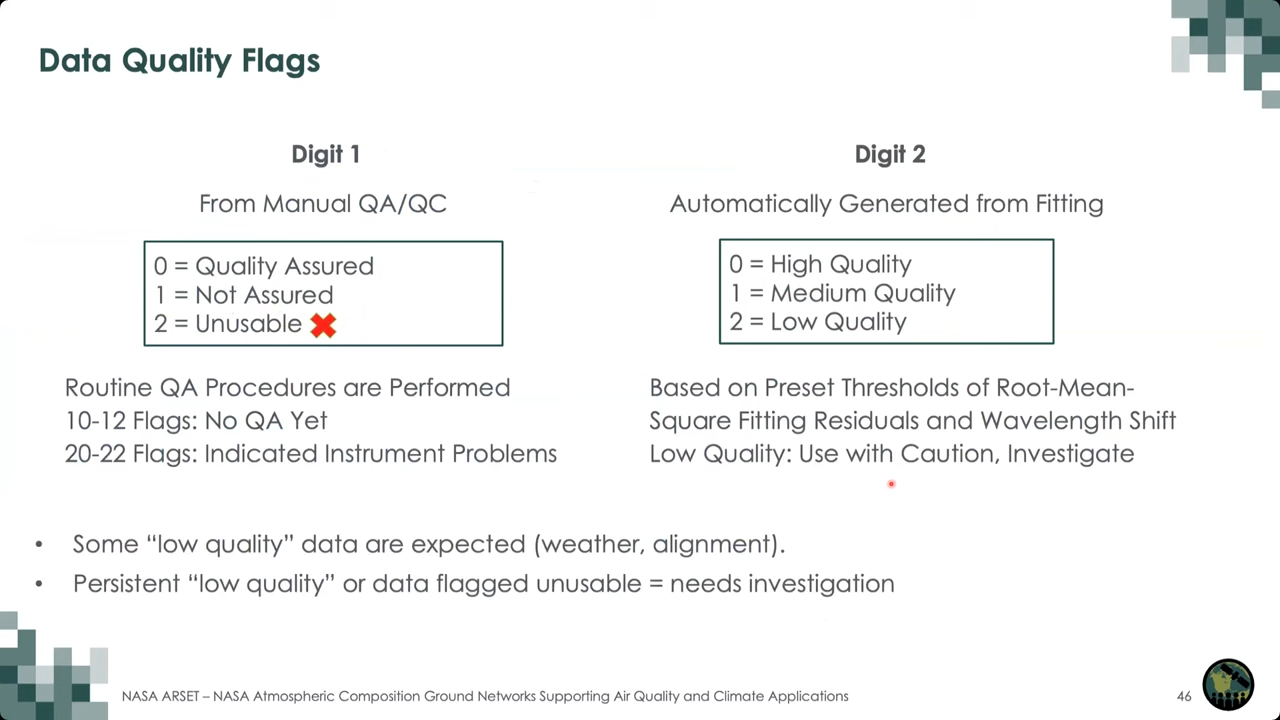 Data Quality Flags
Digit 1
From Manual QA/QC
0 = Quality Assured
1 = Not Assured
2 = Unusable
Routine QA Procedures are Performed
10-12 Flags: No QA Yet
20-22 Flags: Indicated Instrument Problems
Digit 2
Automatically Generated from Fitting
0 = High Quality
1 = Medium Quality
2 = Low Quality
Based on Preset Thresholds of Root-Mean-
Square Fitting Residuals and Wavelength Shift
Low Quality: Use with Caution, Investigate
• Some “low quality” data are expected (weather, alignment).
• Persistent “low quality” or data flagged unusable = needs investigation
NASA ARSET – NASA Atmospheric Composition Ground Networks Supporting Air Quality and Climate Applications
46